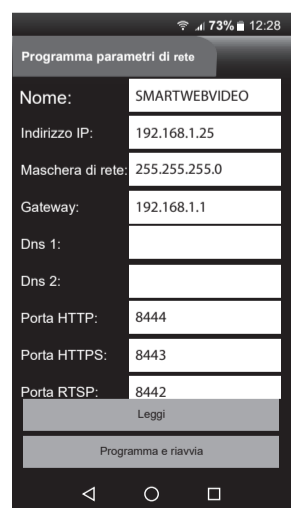 73% 12:28
Programma parametri di rete
Nome: SMARTWEBVIDEO
Indirizzo IP: 192.168.1.25
Maschera di rete: 255.255.255.0
Gateway: 192.168.1.1
Dns 1:
Dns 2:
Porta HTTP: 8444
Porta HTTPS: 8443
Porta RTSP: 8442
Leggi
Programma e riavvia